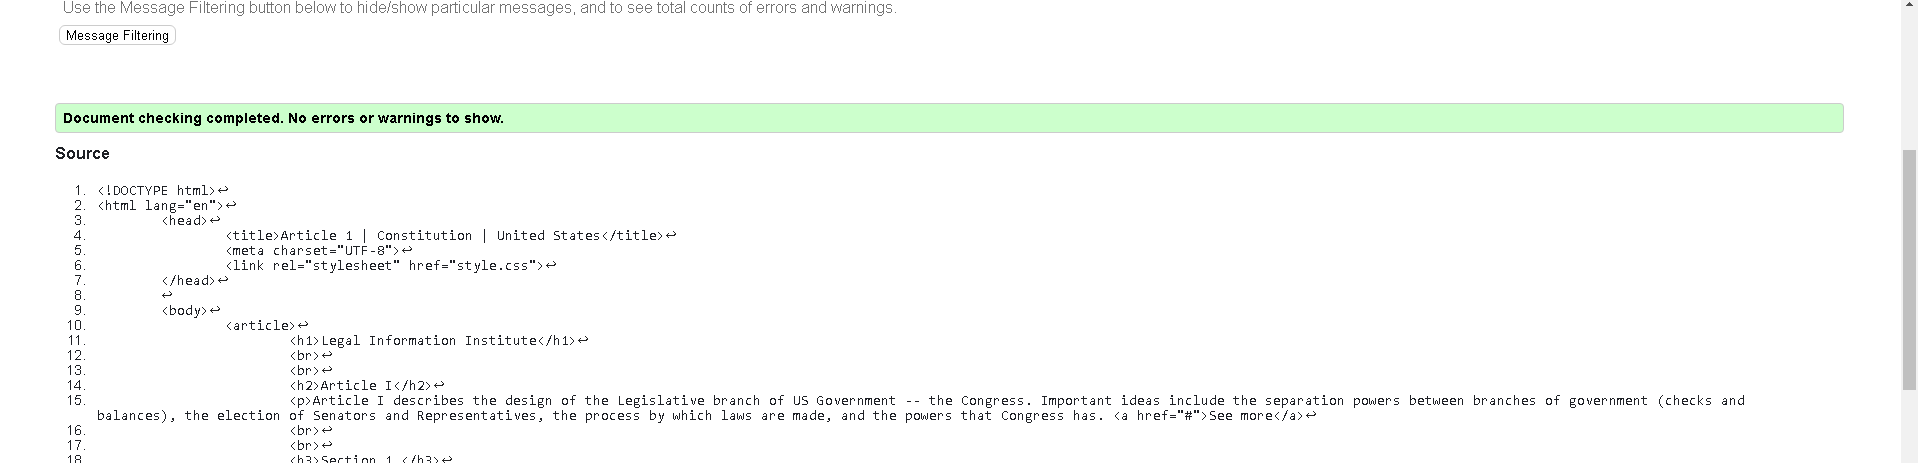 Use the Message Filtering button below to hide/show particular messages, and to see total counts of errors and warnings.
Message Filtering
Document checking completed. No errors or warnings to show.
Source
1. <!DOCTYPE html>↩
2. <html lang="en">↩
3. <head>↩
4. <title>Article 1 | Constitution | United States</title>↩
5. <meta charset="UTF-8">↩
6. <link rel="stylesheet" href="style.css">↩
7. </head>↩
8. ↩
9. <body>↩
10. <article>↩
11. <h1>Legal Information Institute</h1>↩
12. <br>↩
13. <br>↩
14. <h2>Article I</h2>↩
15. <p>Article I describes the design of the Legislative branch of US Government -- the Congress. Important ideas include the separation powers between branches of government (checks and
balances), the election of Senators and Representatives, the process by which laws are made, and the powers that Congress has. <a href="#">See more</a>↩
16. <br>↩
17. <br>↩
18. <h3>Section 1 </h3>↩